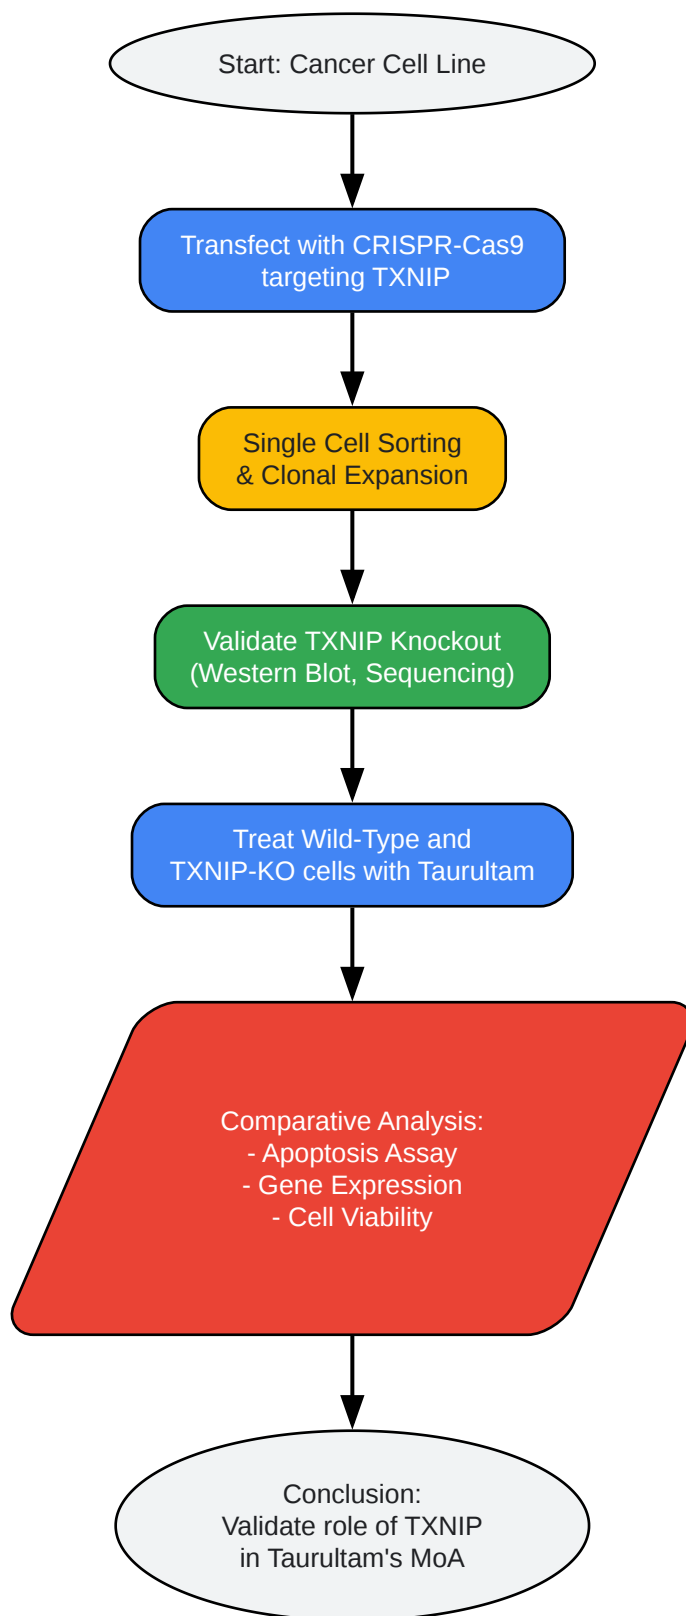 Start: Cancer Cell Line
Transfect with CRISPR-Cas9
targeting TXNIP
Single Cell Sorting
& Clonal Expansion
Validate TXNIP Knockout
(Western Blot, Sequencing)
Treat Wild-Type and
TXNIP-KO cells with Taurultam
Comparative Analysis:
- Apoptosis Assay
- Gene Expression
- Cell Viability
Conclusion:
Validate role of TXNIP
in Taurultam's MoA